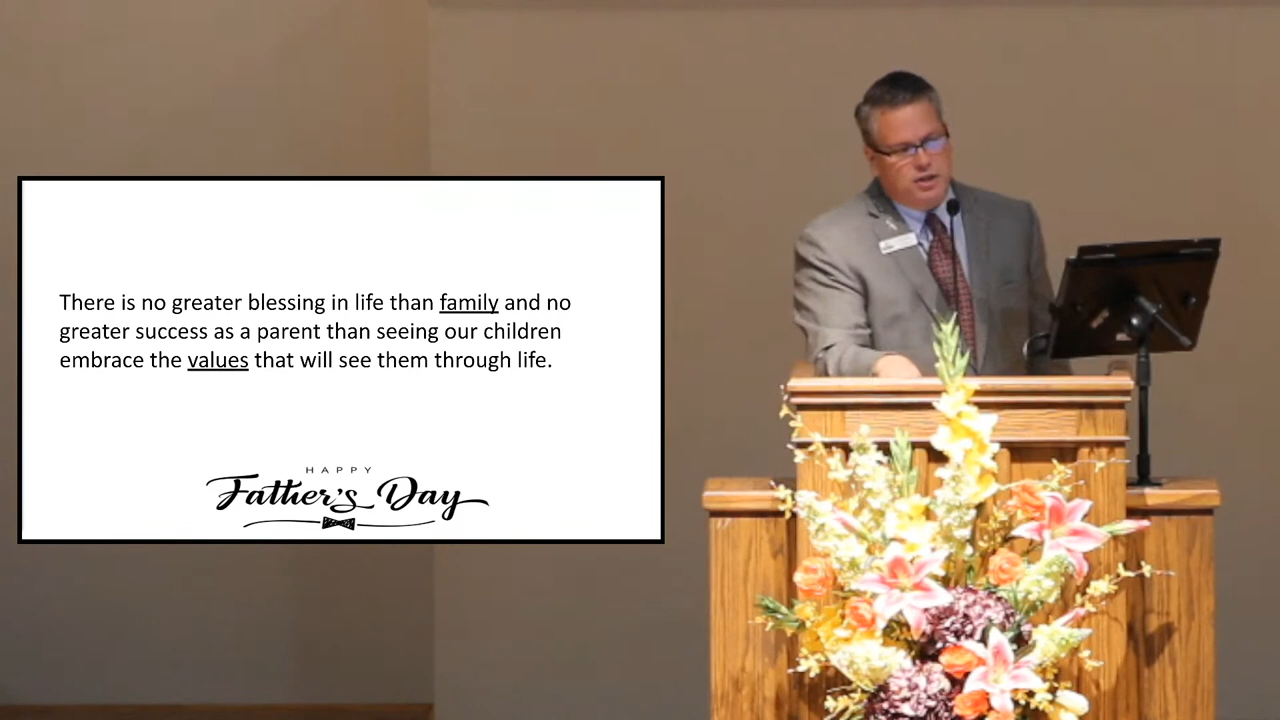 There is no greater blessing in life than family and no
greater success as a parent than seeing our children
embrace the values that will see them through life.
HAPPY
Father's Day